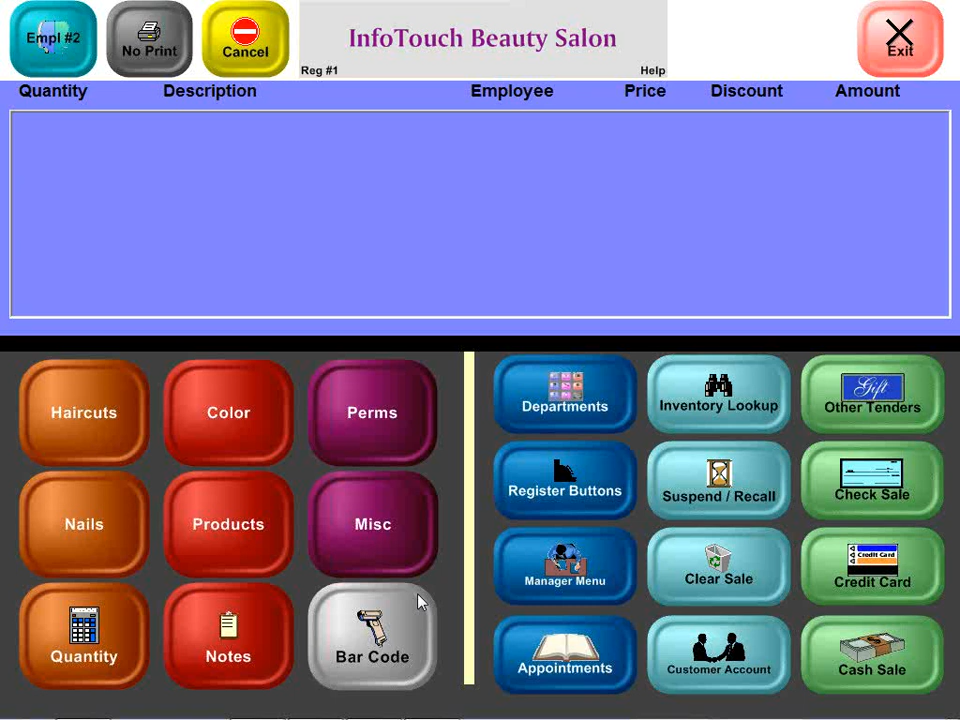 Empl #2
No Print
Cancel
InfoTouch Beauty Salon
Reg #1
Help
Exit
Quantity Description Employee Price Discount Amount
Haircuts
Color
Perms
Nails
Products
Misc
Quantity
Notes
Bar Code
Departments
Inventory Lookup
Gift
Other Tenders
Register Buttons
Suspend / Recall
Check Sale
Manager Menu
Clear Sale
Credit Card
Credit Card
Appointments
Customer Account
Cash Sale